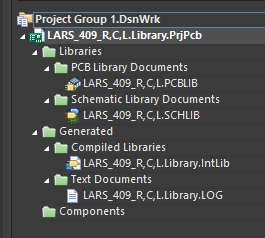 Project Group 1.DsnWrk
LARS_409_R,C,L.Library.PrjPcb
Libraries
PCB Library Documents
LARS_409_R,C,L.PCBLIB
Schematic Library Documents
LARS_409_R,C,L.SCHLIB
Generated
Compiled Libraries
LARS_409_R,C,L.Library.IntLib
Text Documents
LARS_409_R,C,L.Library.LOG
Components